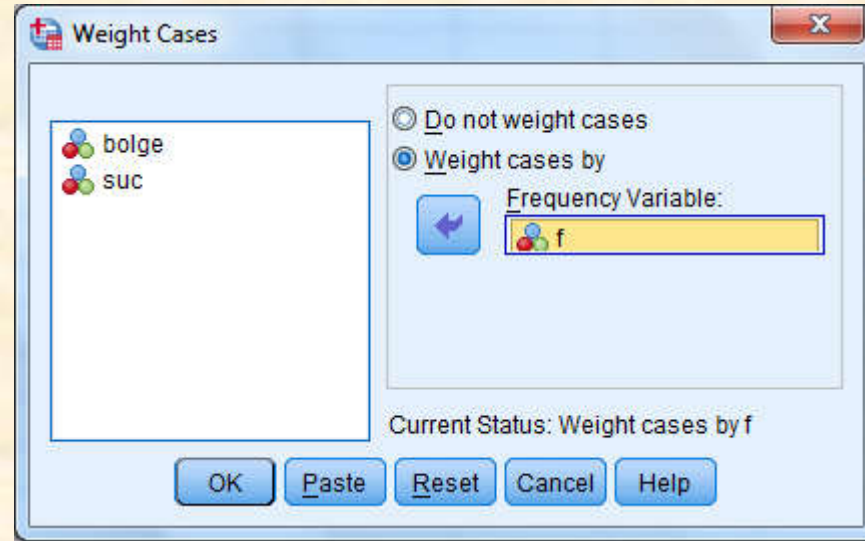 Weight Cases
bolge
suc
Do not weight cases
Weight cases by
Frequency Variable:
f
Current Status: Weight cases by f
OK Paste Reset Cancel Help